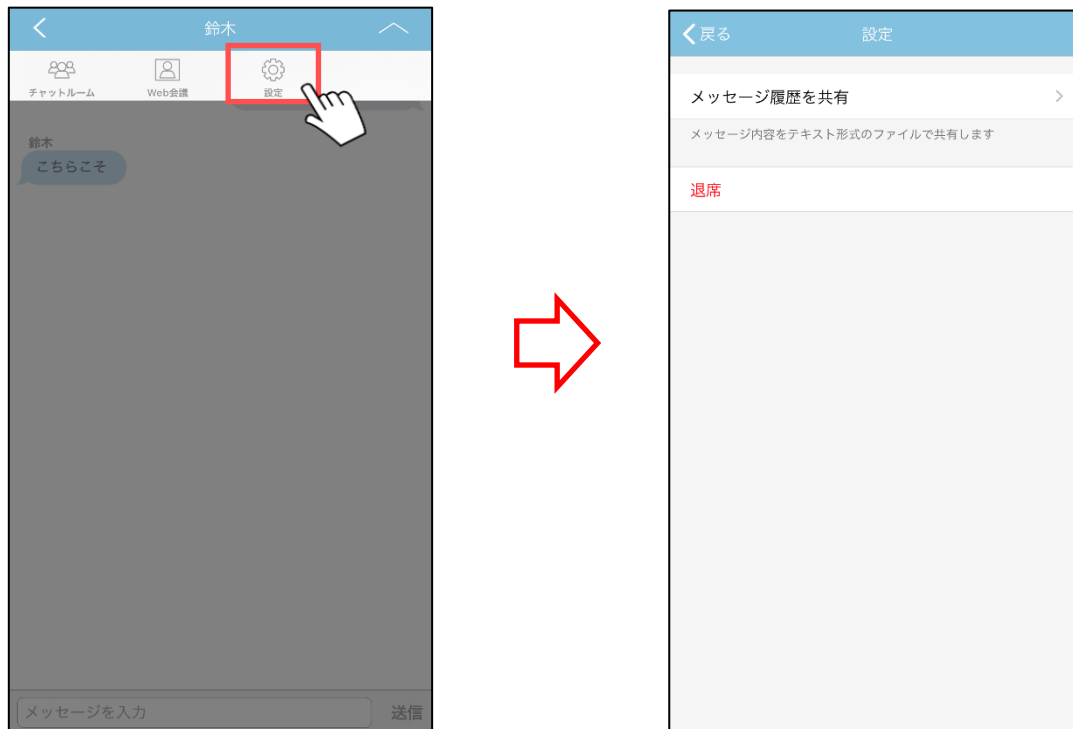 鈴木
チャットルーム
Web会議
設定
鈴木
こちらこそ
メッセージを入力
送信
戻る
設定
メッセージ履歴を共有
メッセージ内容をテキスト形式のファイルで共有します
退席